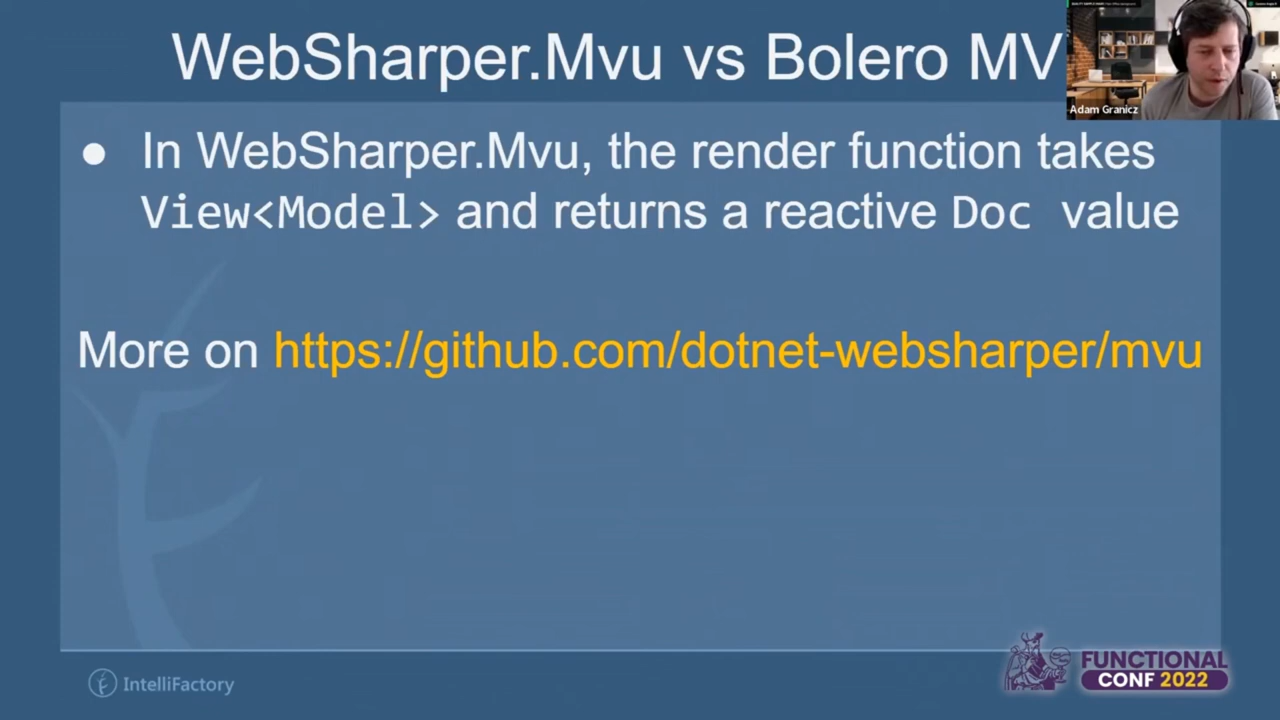 WebSharper.Mvu vs Bolero MV
Adam Granicz
● In WebSharper.Mvu, the render function takes
View<Model> and returns a reactive Doc value
More on https://github.com/dotnet-websharper/mvu
IntelliFactory
FUNCTIONAL
CONF 2022